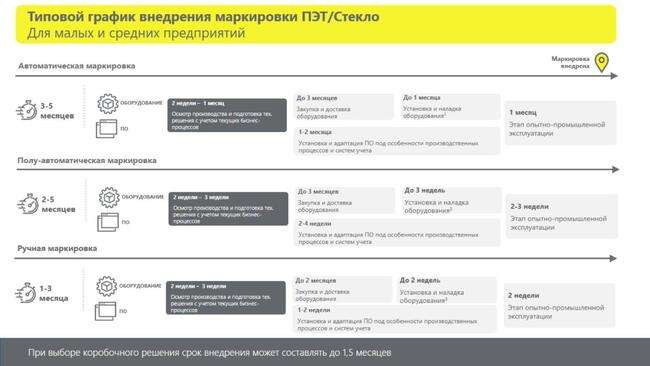 Типовой график внедрения маркировки ПЭТ/Стекло
Для малых и средних предприятий
Маркировка
внедрена
Автоматическая маркировка
3-5
месяцев
ОБОРУДОВАНИЕ
ПО
2 недели – 1 месяц
Осмотр производства и подготовка тех.
решения с учетом текущих бизнес-
процессов
До 3 месяцев
Закупка и доставка
оборудования
До 1 месяца
Установка и наладка
оборудования²
1-2 месяца
Установка и адаптация ПО под особенности производственных
процессов и систем учета
1 месяц
Этап опытно-промышленной
эксплуатации
Полу-автоматическая маркировка
2-5
месяцев
ОБОРУДОВАНИЕ
ПО
2 недели – 3 недели
Осмотр производства и подготовка тех.
решения с учетом текущих бизнес-
процессов
До 3 месяцев
Закупка и доставка
оборудования
До 3 недель
Установка и наладка
оборудования²
2-4 недели
Установка и адаптация ПО под особенности производственных
процессов и систем учета
2-3 недели
Этап опытно-промышленной
эксплуатации
Ручная маркировка
1-3
месяца
ОБОРУДОВАНИЕ
ПО
2 недели – 3 недели
Осмотр производства и подготовка тех.
решения с учетом текущих бизнес-
процессов
До 2 месяцев
Закупка и доставка
оборудования
До 2 недель
Установка и наладка
оборудования²
1-2 недели
Установка и адаптация ПО под особенности производственных
процессов и систем учета
2 недели
Этап опытно-промышленной
эксплуатации
При выборе коробочного решения срок внедрения может составлять до 1,5 месяцев